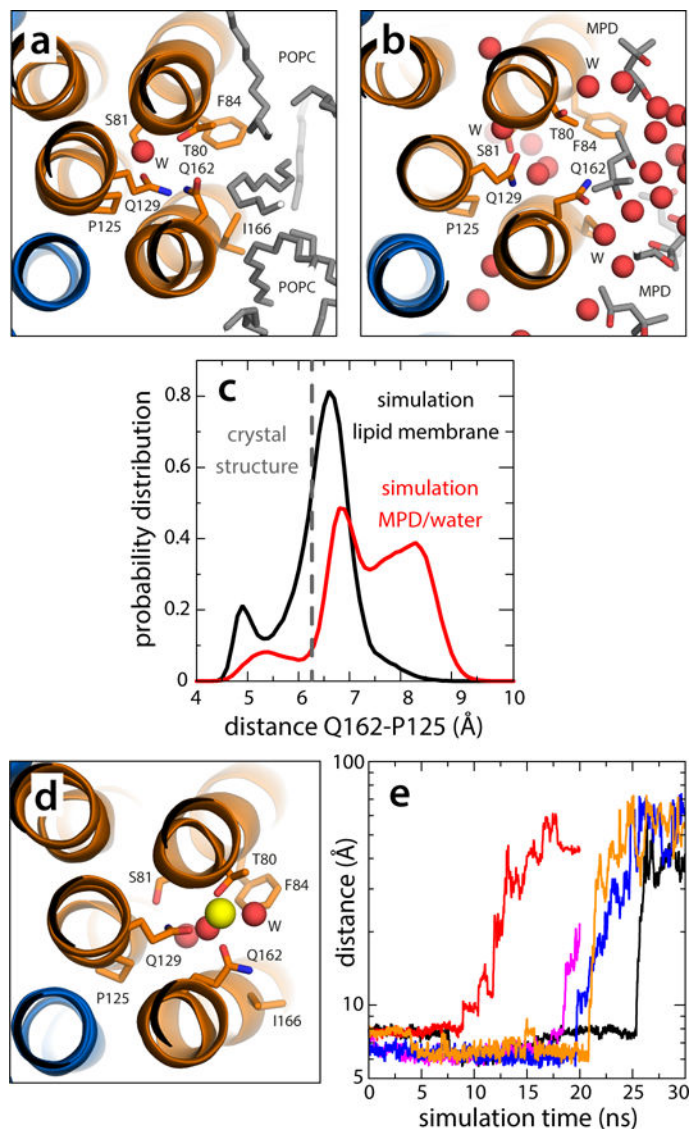 a
POPC
S81
F84
W
T80
Q162
Q129
P125
I166
POPC
b
MPD
W
W
T80
S81
F84
Q162
Q129
P125
W
MPD
c
simulation
lipid membrane
crystal
structure
simulation
MPD/water
probability distribution
0.8
0.6
0.4
0.2
0
4 5 6 7 8 9 10
distance Q162-P125 (Å)
d
T80
S81
F84
W
Q129
Q162
P125
I166
e
distance (Å)
100
10
5
0 5 10 15 20 25 30
simulation time (ns)